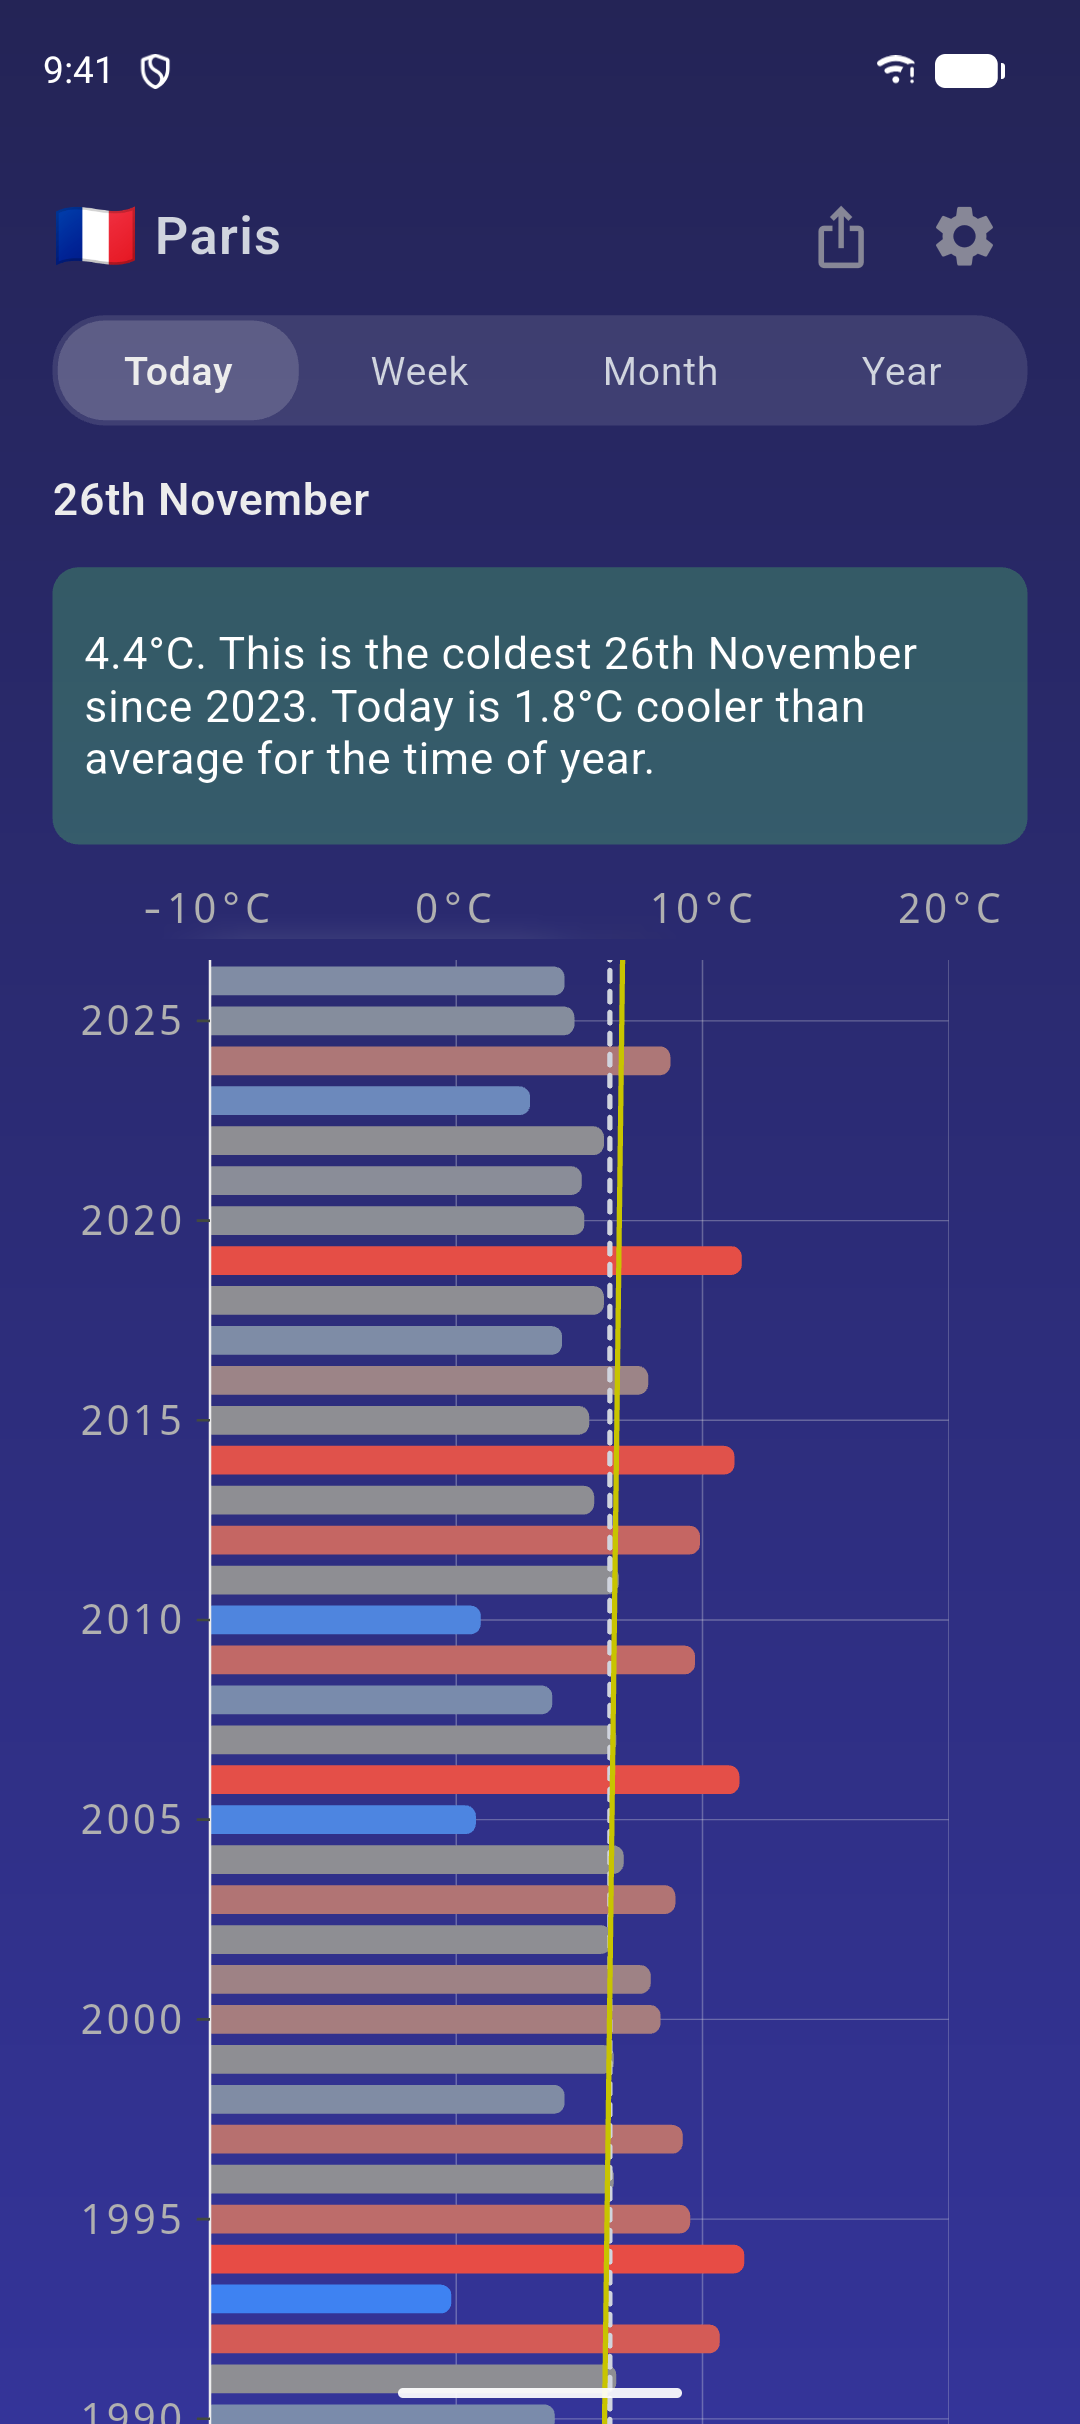 9:41
Paris
Today Week Month Year
26th November
4.4°C. This is the coldest 26th November
since 2023. Today is 1.8°C cooler than
average for the time of year.
-10°C 0°C 10°C 20°C
2025
2020
2015
2010
2005
2000
1995
1990